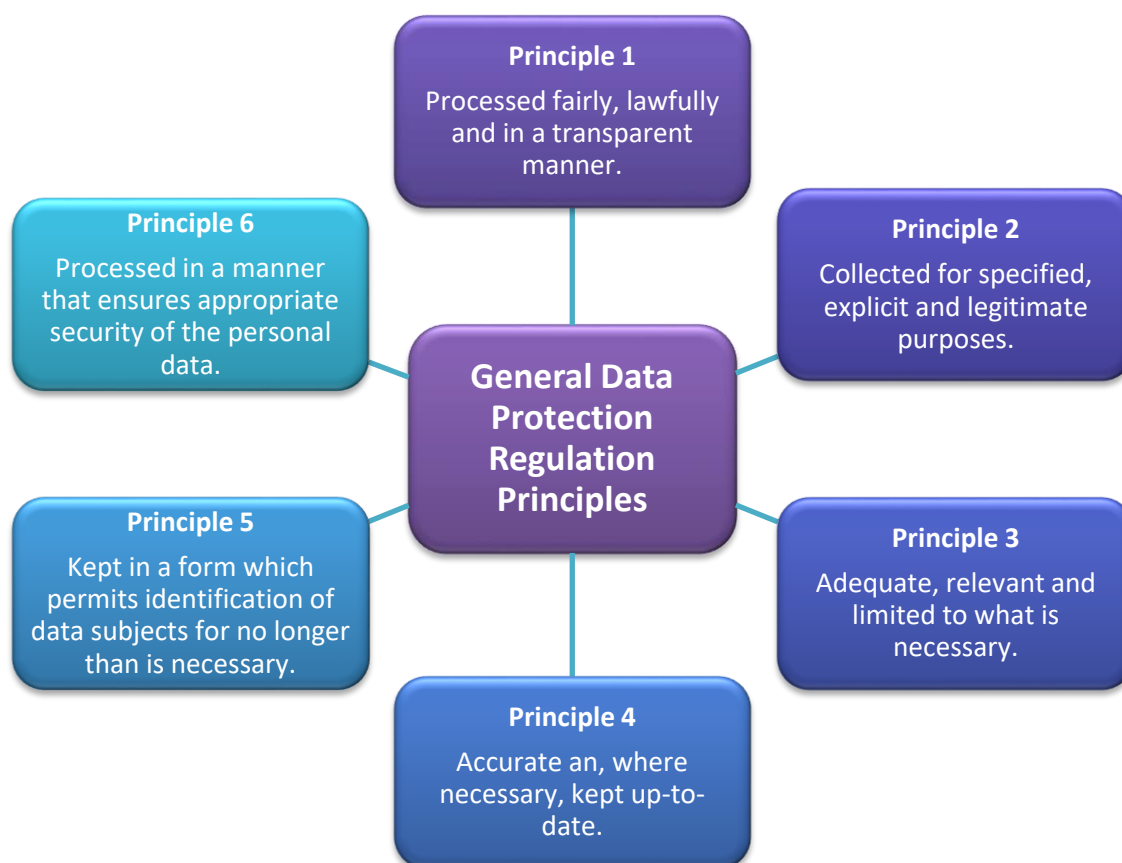 Principle 1
Processed fairly, lawfully
and in a transparent
manner.
Principle 2
Collected for specified,
explicit and legitimate
purposes.
Principle 3
Adequate, relevant and
limited to what is
necessary.
Principle 4
Accurate an, where
necessary, kept up-to-
date.
Principle 5
Kept in a form which
permits identification of
data subjects for no longer
than is necessary.
Principle 6
Processed in a manner
that ensures appropriate
security of the personal
data.
General Data
Protection
Regulation
Principles